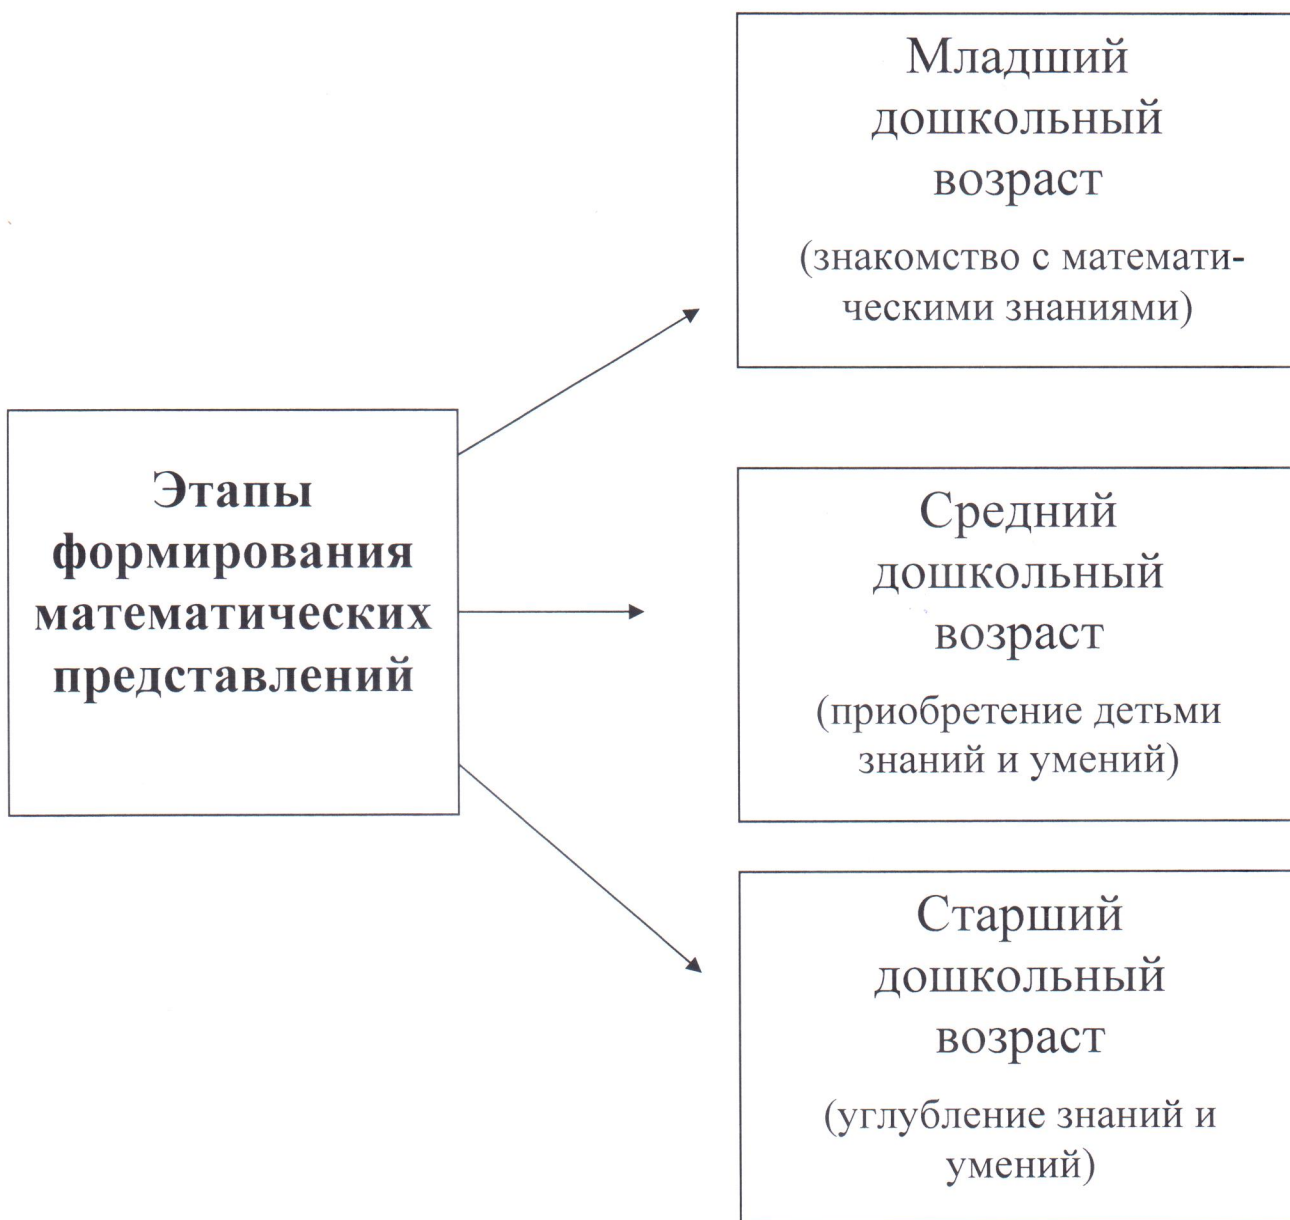 Этапы
формирования
математических
представлений
Младший
дошкольный
возраст
(знакомство с математи-
ческими знаниями)
Средний
дошкольный
возраст
(приобретение детьми
знаний и умений)
Старший
дошкольный
возраст
(углубление знаний и
умений)